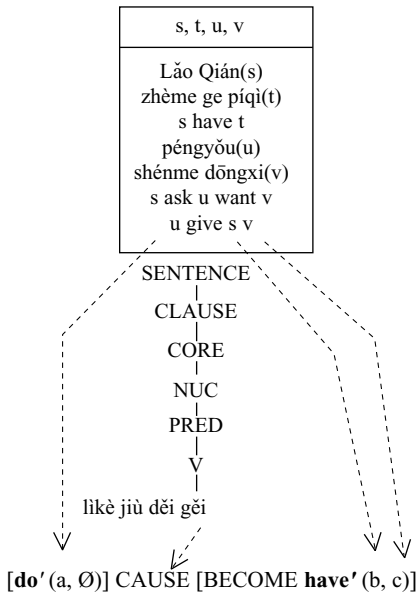 s, t, u, v
Lǎo Qián(s)
zhème ge píqì(t)
s have t
péngyǒu(u)
shénme dōngxi(v)
s ask u want v
u give s v
SENTENCE
CLAUSE
CORE
NUC
PRED
V
lìkè jiù děi gěi
[do′ (a, Ø)] CAUSE [BECOME have′ (b, c)]